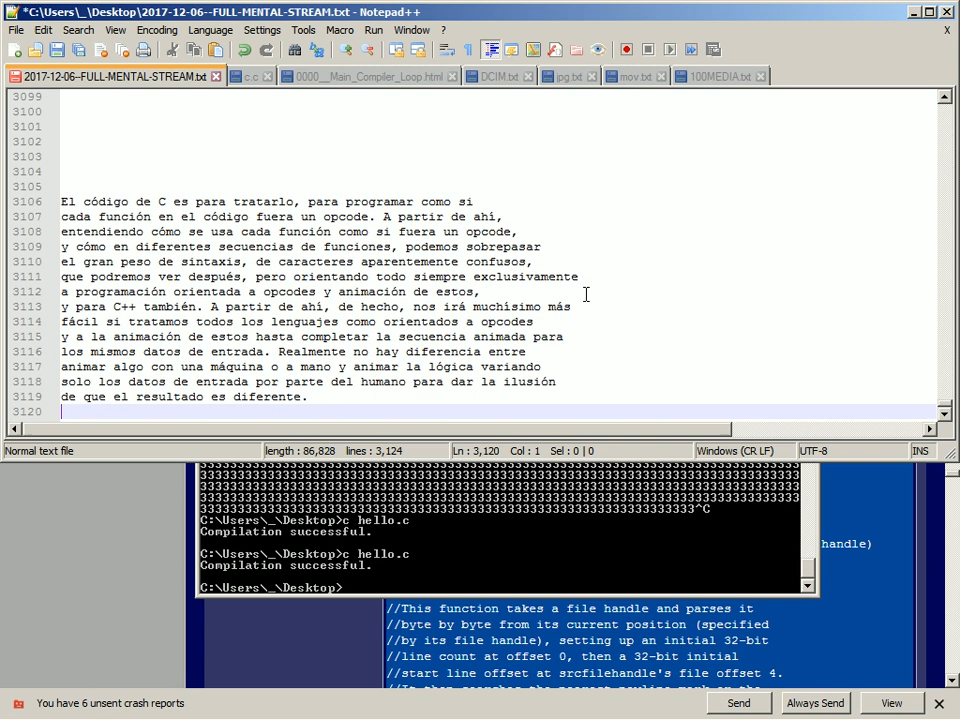 *C:\Users\_\Desktop\2017-12-06--FULL-MENTAL-STREAM.txt - Notepad++
File Edit Search View Encoding Language Settings Tools Macro Run Window ? X
2017-12-06--FULL-MENTAL-STREAM.txt c.c 0000__Main_Compiler_Loop.html DCIM.txt jpg.txt mov.txt 100MEDIA.txt
3099
3100
3101
3102
3103
3104
3105
3106 El código de C es para tratarlo, para programar como si
3107 cada función en el código fuera un opcode. A partir de ahí,
3108 entendiendo cómo se usa cada función como si fuera un opcode,
3109 y cómo en diferentes secuencias de funciones, podemos sobrepasar
3110 el gran peso de sintaxis, de caracteres aparentemente confusos,
3111 que podremos ver después, pero orientando todo siempre exclusivamente
3112 a programación orientada a opcodes y animación de estos,
3113 y para C++ también. A partir de ahí, de hecho, nos irá muchísimo más
3114 fácil si tratamos todos los lenguajes como orientados a opcodes
3115 y a la animación de estos hasta completar la secuencia animada para
3116 los mismos datos de entrada. Realmente no hay diferencia entre
3117 animar algo con una máquina o a mano y animar la lógica variando
3118 solo los datos de entrada por parte del humano para dar la ilusión
3119 de que el resultado es diferente.
3120
Normal text file length : 86,828 lines : 3,124 Ln : 3,120 Col : 1 Sel : 0 | 0 Windows (CR LF) UTF-8 INS
^C
C:\Users\_\Desktop>c hello.c
Compilation successful.
C:\Users\_\Desktop>c hello.c
Compilation successful.
C:\Users\_\Desktop>
handle)
//This function takes a file handle and parses it
//byte by byte from its current position (specified
//by its file handle), setting up an initial 32-bit
//line count at offset 0, then a 32-bit initial
//start line offset at srcfilehandle's file offset 4.
You have 6 unsent crash reports Send Always Send View